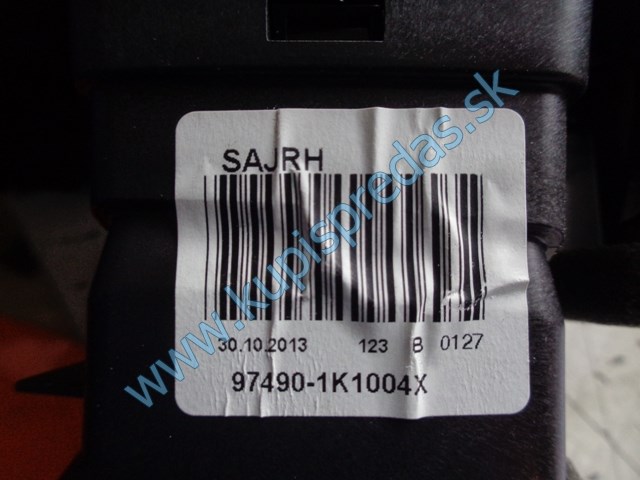 SAJRH
30.10.2013 123 B 0127
97490-1K1004X
www.kupispredas.sk